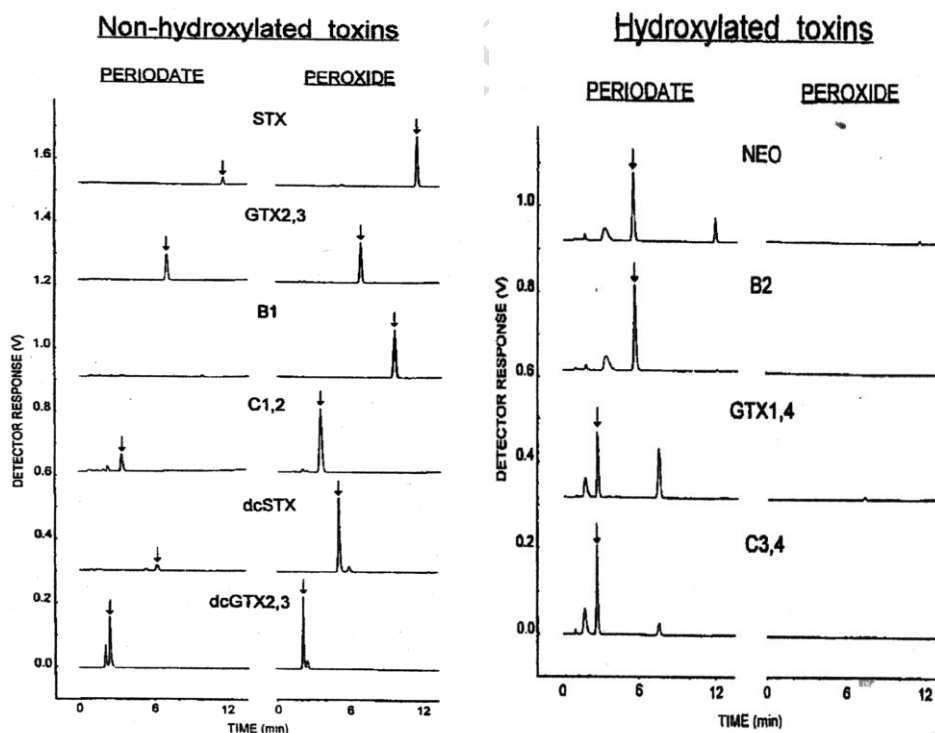 Non-hydroxylated toxins
PERIODATE PEROXIDE
STX
GTX2,3
B1
C1,2
dcSTX
dcGTX2,3
DETECTOR RESPONSE (V)
1.6
1.4
1.2
1.0
0.8
0.6
0.4
0.2
0.0
0 6 12 0 6 12
TIME (min)
Hydroxylated toxins
PERIODATE PEROXIDE
NEO
B2
GTX1,4
C3,4
DETECTOR RESPONSE (V)
1.0
0.8
0.6
0.4
0.2
0.0
0 6 12 0 6 12
TIME (min)